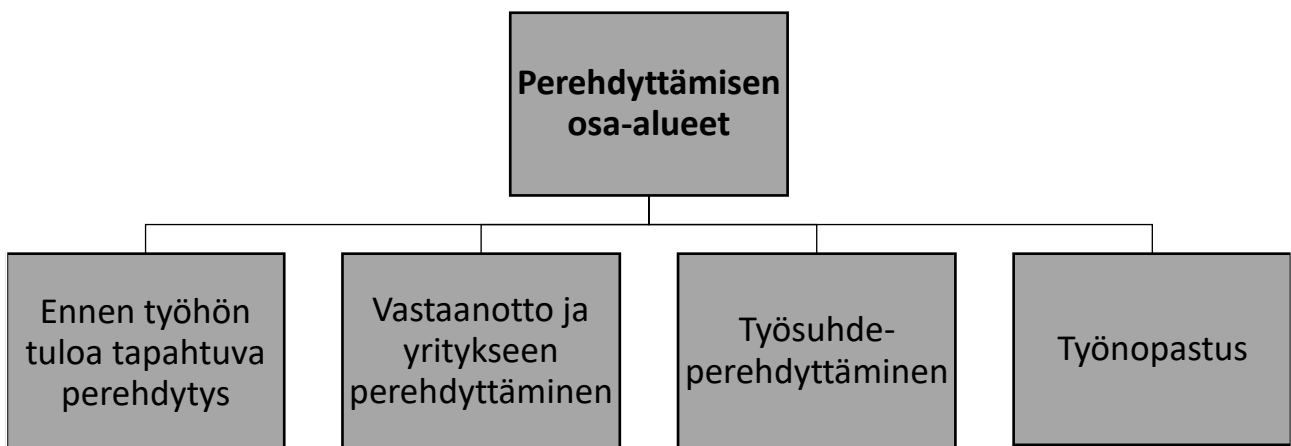 Perehdyttämisen
osa-alueet
Ennen työhön
tuloa tapahtuva
perehdytys
Vastaanotto ja
yritykseen
perehdyttäminen
Työsuhde-
perehdyttäminen
Työnopastus